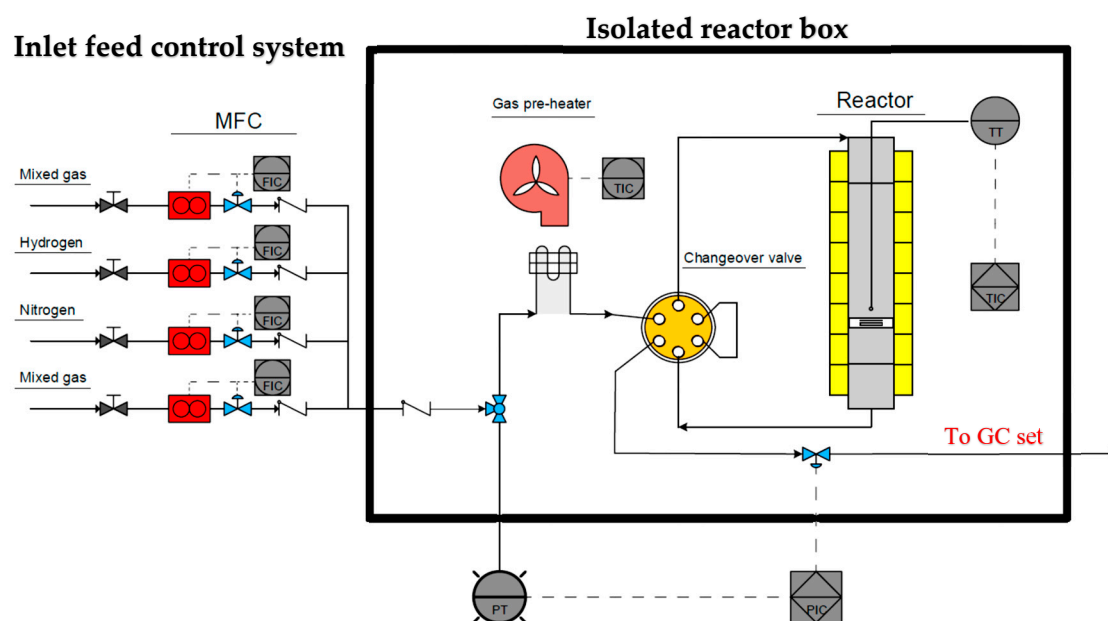 Inlet feed control system
Isolated reactor box
MFC
Gas pre-heater
Reactor
Mixed gas
FIC
TIC
TT
Hydrogen
FIC
Changeover valve
TIC
Nitrogen
FIC
Mixed gas
FIC
To GC set
PT
PIC